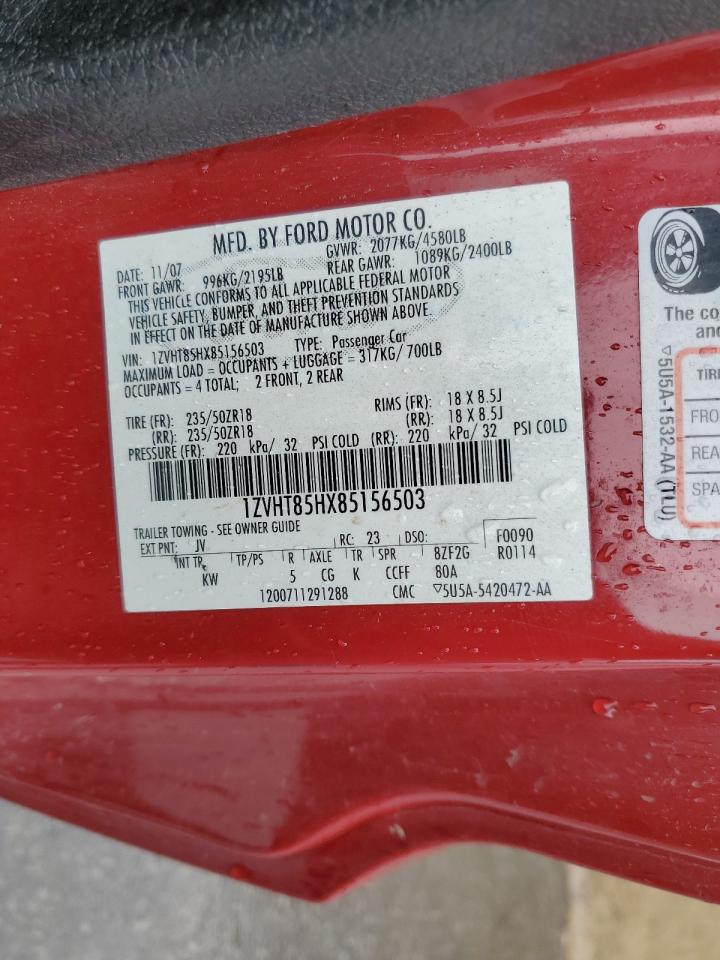 MFD. BY FORD MOTOR CO.
DATE: 11/07 GVWR: 2077KG/4580LB
FRONT GAWR: 996KG/2195LB REAR GAWR: 1089KG/2400LB
THIS VEHICLE CONFORMS TO ALL APPLICABLE FEDERAL MOTOR
VEHICLE SAFETY, BUMPER, AND THEFT PREVENTION STANDARDS
IN EFFECT ON THE DATE OF MANUFACTURE SHOWN ABOVE.
VIN: 1ZVHT85HX85156503 TYPE: Passenger Car
MAXIMUM LOAD = OCCUPANTS + LUGGAGE = 317KG/700LB
OCCUPANTS = 4 TOTAL; 2 FRONT, 2 REAR
TIRE (FR): 235/50ZR18 RIMS (FR): 18 X 8.5J
(RR): 235/50ZR18 (RR): 18 X 8.5J
PRESSURE (FR): 220 kPa/ 32 PSI COLD (RR): 220 kPa/ 32 PSI COLD
1ZVHT85HX85156503
TRAILER TOWING - SEE OWNER GUIDE
EXT PNT: JV RC: 23 DSO: F0090
INT TR TP/PS R AXLE TR SPR 8ZF2G R0114
KW 5 CG K CCFF 80A
1200711291288 CMC ▽5U5A-5420472-AA
The co
and
TIRE
FRO
REA
SPA
▽5U5A-1532-AA (TLU)